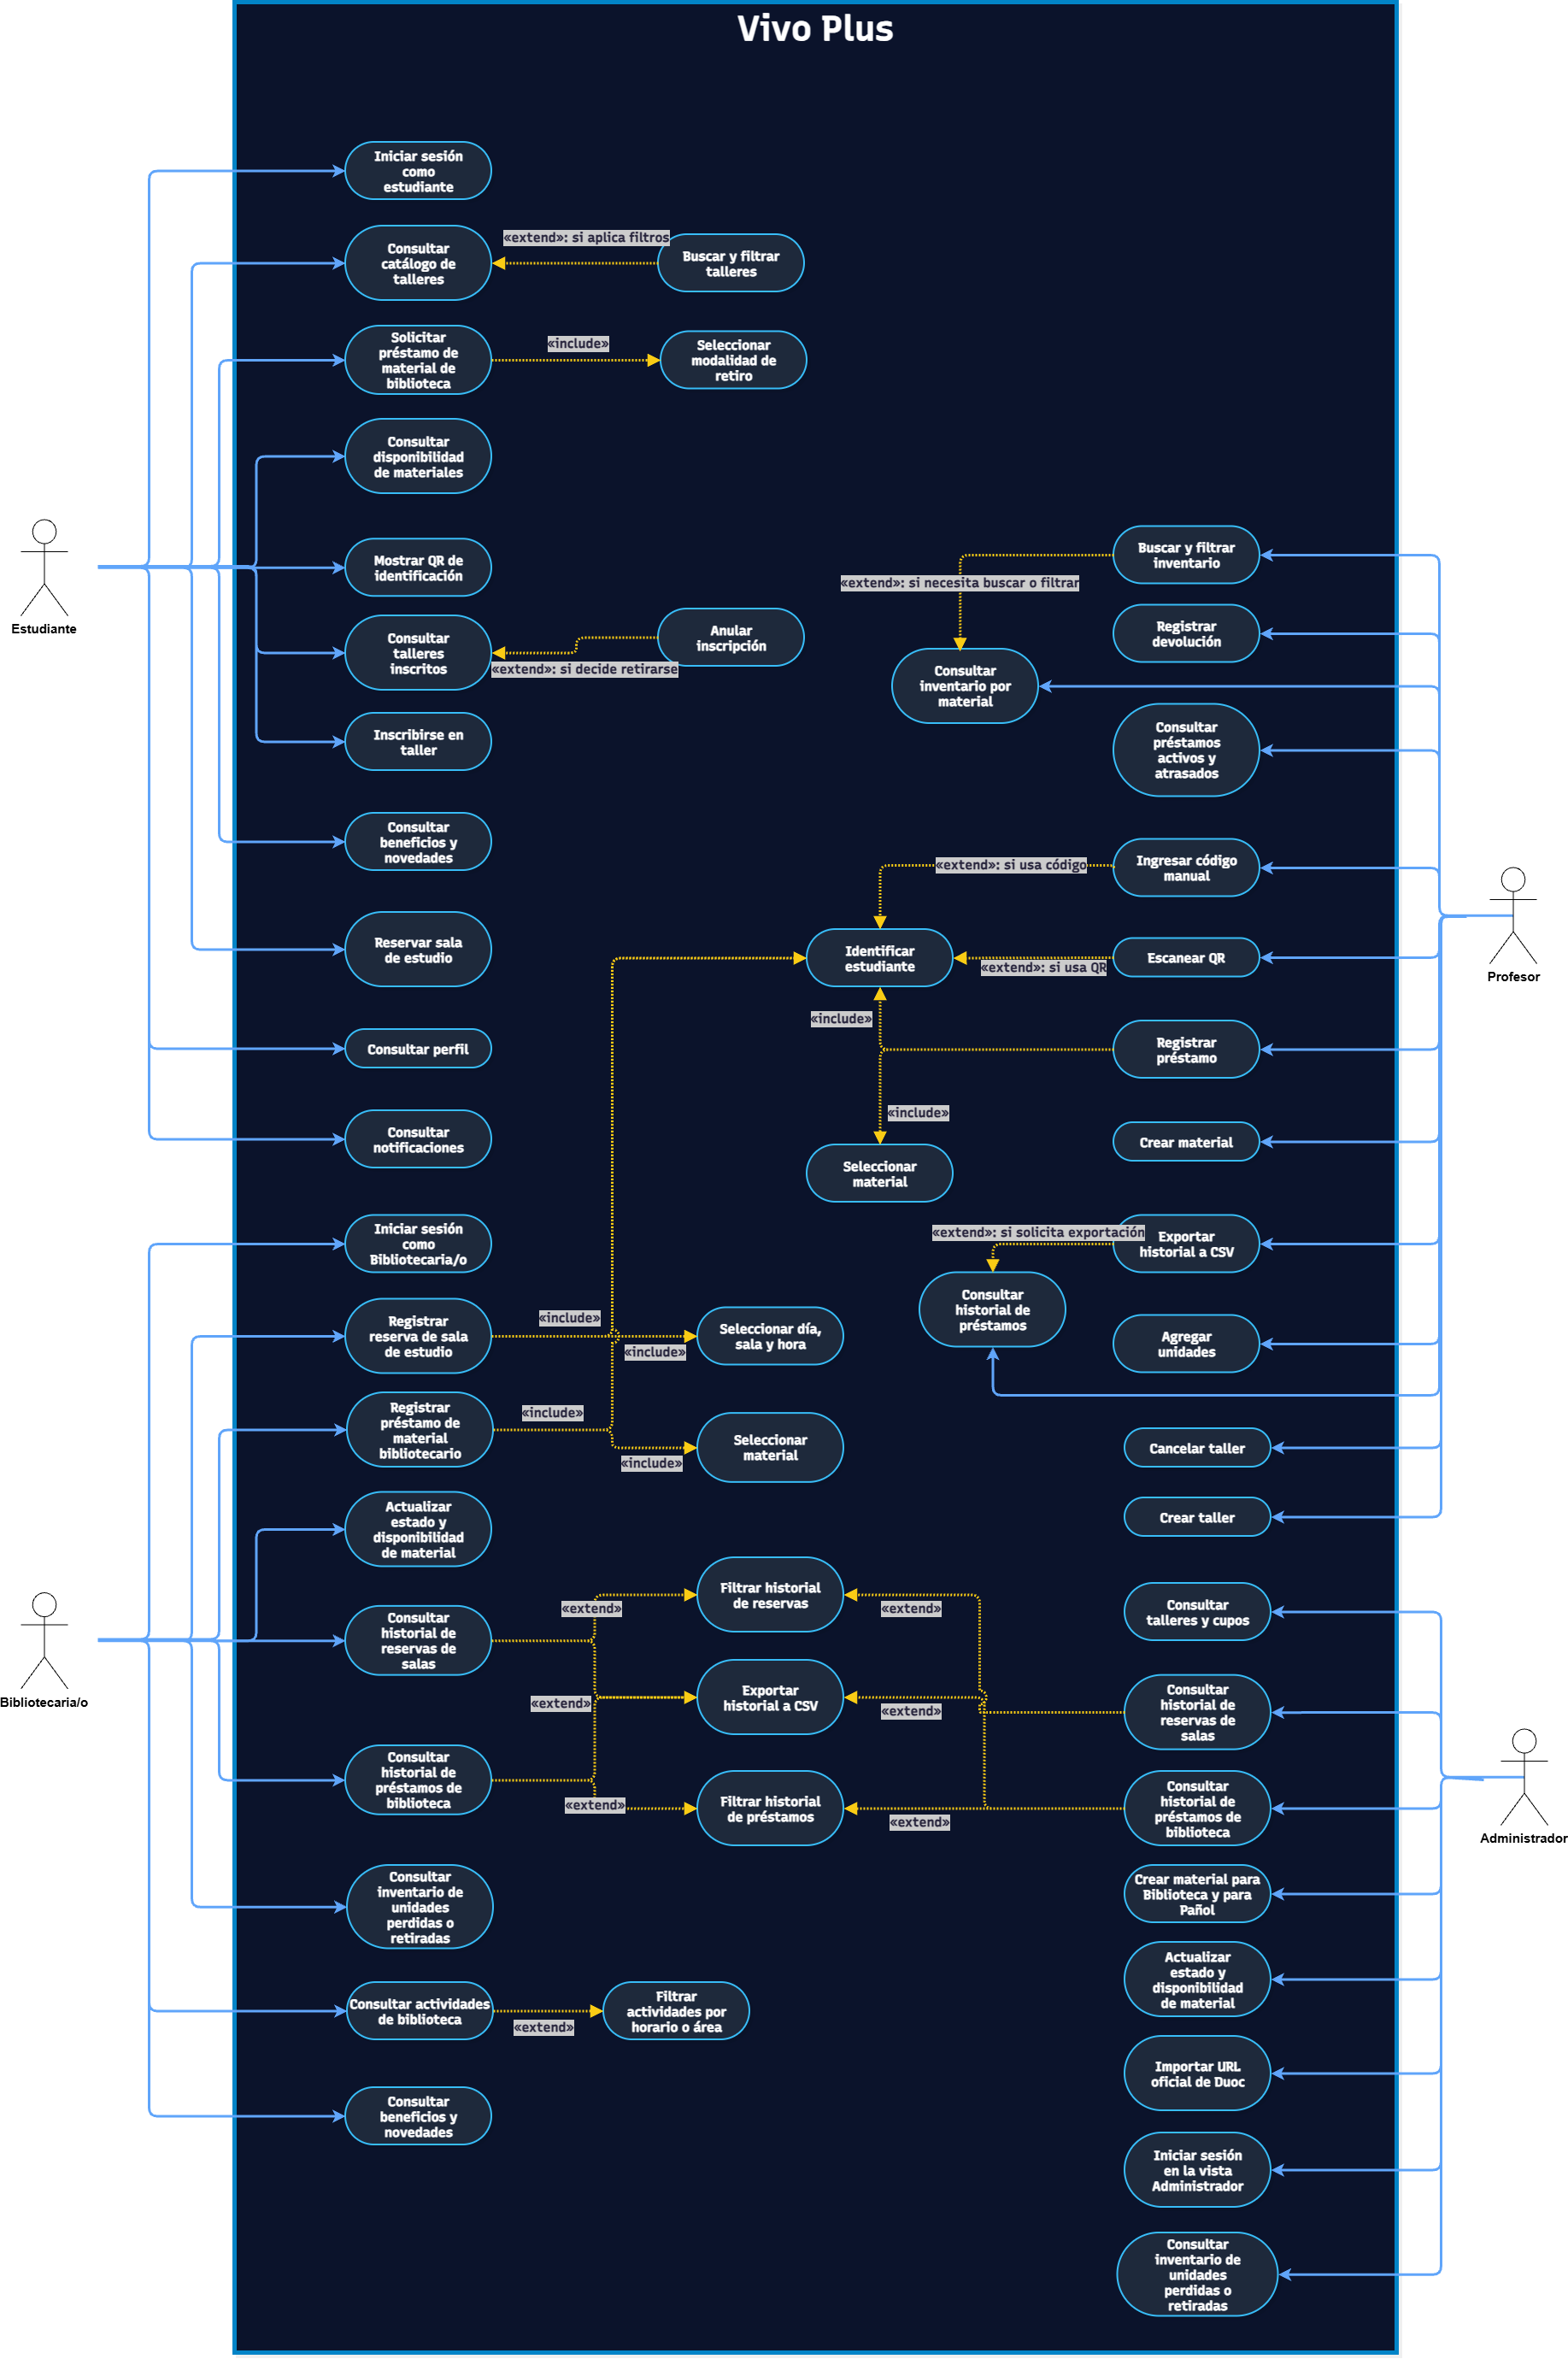 Vivo Plus
Iniciar sesión
como
estudiante
Consultar
catálogo de
talleres
«extend»: si aplica filtros
Buscar y filtrar
talleres
Solicitar
préstamo de
material de
biblioteca
«include»
Seleccionar
modalidad de
retiro
Consultar
disponibilidad
de materiales
Estudiante
Mostrar QR de
identificación
Consultar
talleres
inscritos
«extend»: si decide retirarse
Anular
inscripción
Inscribirse en
taller
Consultar
beneficios y
novedades
Reservar sala
de estudio
Consultar perfil
Consultar
notificaciones
Buscar y filtrar
inventario
«extend»: si necesita buscar o filtrar
Registrar
devolución
Consultar
inventario por
material
Consultar
préstamos
activos y
atrasados
Ingresar código
manual
«extend»: si usa código
Identificar
estudiante
«extend»: si usa QR
Escanear QR
Profesor
«include»
Registrar
préstamo
«include»
Seleccionar
material
Crear material
«extend»: si solicita exportación
Exportar
historial a CSV
Consultar
historial de
préstamos
Agregar
unidades
Cancelar taller
Crear taller
Iniciar sesión
como
Bibliotecaria/o
Registrar
reserva de sala
de estudio
«include»
«include»
Seleccionar día,
sala y hora
Registrar
préstamo de
material
bibliotecario
«include»
«include»
Seleccionar
material
Actualizar
estado y
disponibilidad
de material
Bibliotecaria/o
Consultar
historial de
reservas de
salas
«extend»
Filtrar historial
de reservas
«extend»
«extend»
Exportar
historial a CSV
«extend»
Consultar
historial de
préstamos de
biblioteca
«extend»
Filtrar historial
de préstamos
«extend»
Consultar
talleres y cupos
Consultar
historial de
reservas de
salas
Consultar
historial de
préstamos de
biblioteca
Administrador
Consultar
inventario de
unidades
perdidas o
retiradas
Crear material para
Biblioteca y para
Pañol
Consultar actividades
de biblioteca
«extend»
Filtrar
actividades por
horario o área
Actualizar
estado y
disponibilidad
de material
Consultar
beneficios y
novedades
Importar URL
oficial de Duoc
Iniciar sesión
en la vista
Administrador
Consultar
inventario de
unidades
perdidas o
retiradas